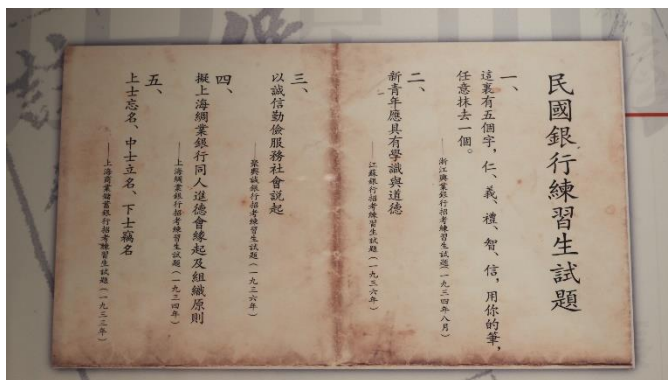 民國銀行練習生試題
一、
這裏有五個字，仁、義、禮、智、信，用你的筆，
任意抹去一個。
——浙江興業銀行招考練習生試題（一九三四年八月）
二、
新青年應具有學識與道德
——江蘇銀行招考練習生試題（一九三六年）
三、
以誠信勤儉服務社會說起
——聚興誠銀行招考練習生試題（一九三六年）
四、
擬上海綢業銀行同人進德會緣起及組織原則
——上海綢業銀行招考練習生試題（一九三四年）
五、
上士忘名、中士立名、下士竊名
——上海商業儲蓄銀行招考練習生試題（一九三三年）